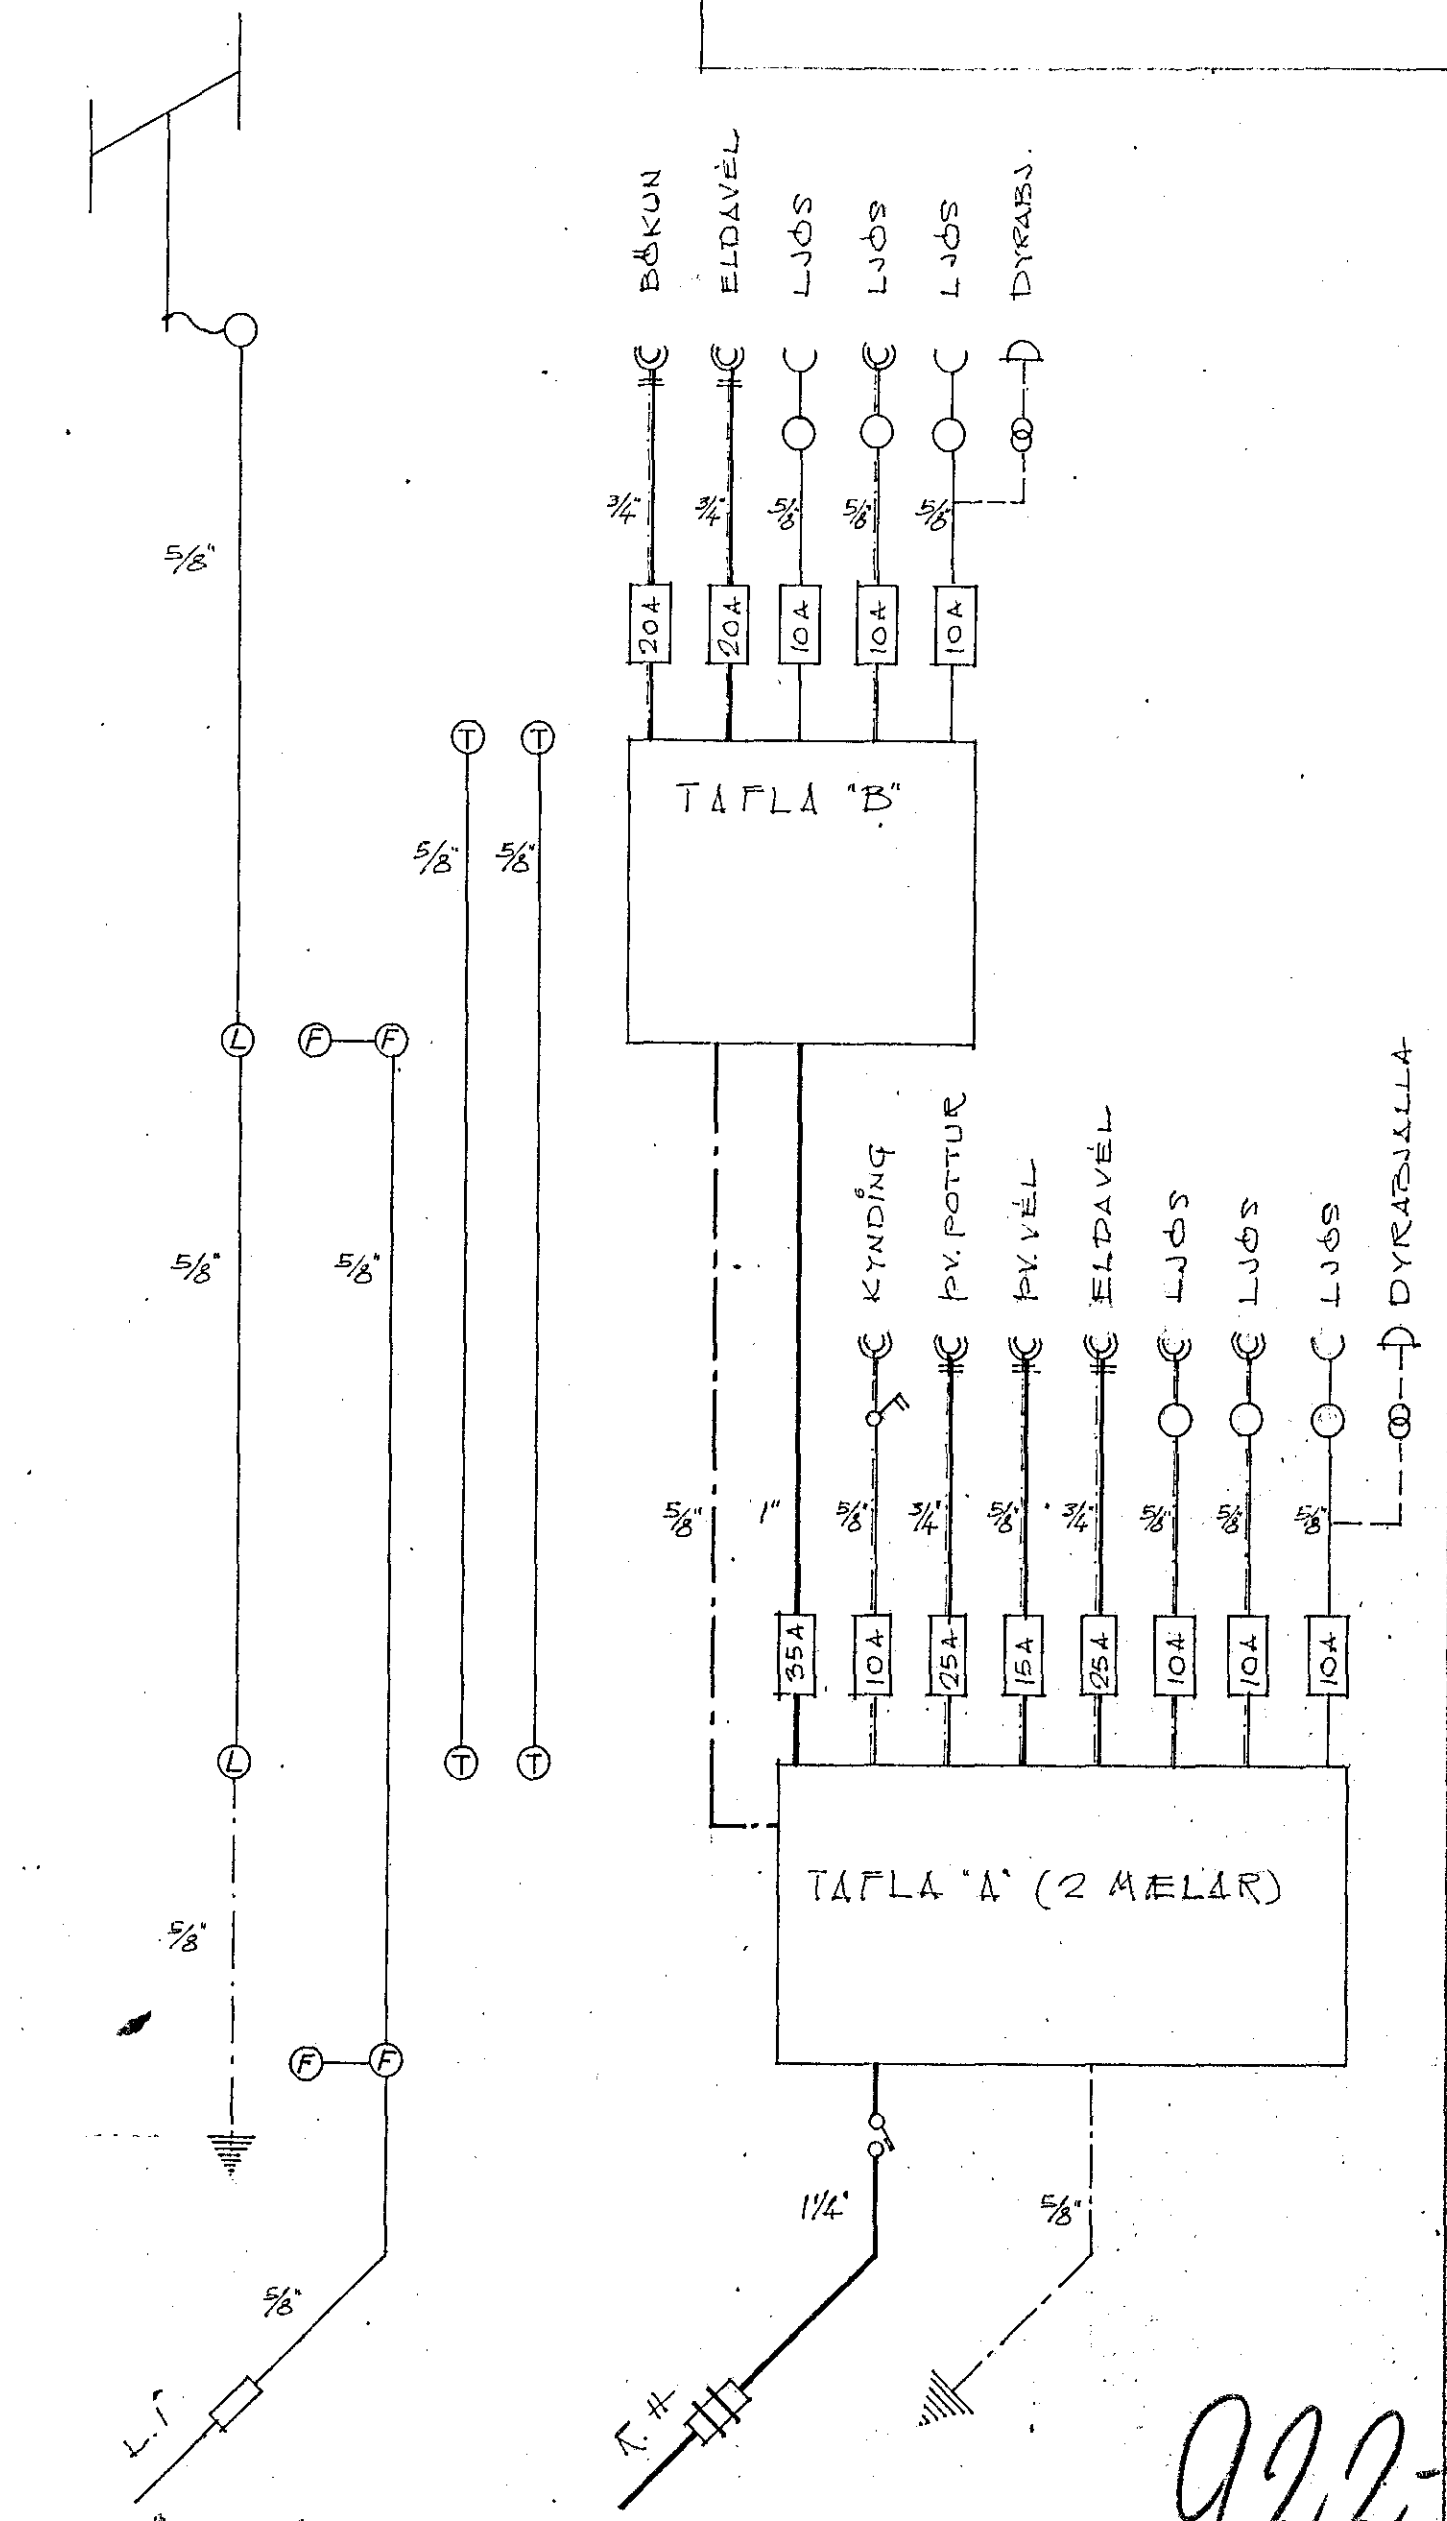 BÖKUN
ELDAVÉL
LJÓS
LJÓS
LJÓS
DYRABJ.
3/4"
3/4"
5/8"
5/8"
5/8"
5/8"
20A
20A
10A
10A
10A
T
T
TAFLA "B"
5/8"
5/8"
L
F
F
KYNDING
ÞV. POTTUR
ÞV. VÉL
ELDAVÉL
LJÓS
LJÓS
LJÓS
DYRABJALLA
5/8"
5/8"
5/8"
1"
5/8"
3/4"
5/8"
3/4"
5/8"
5/8"
5/8"
35A
10A
25A
15A
25A
10A
10A
10A
L
T
T
TAFLA "A" (2 MÆLAR)
5/8"
F
F
1 1/4"
5/8"
5/8"
L.Í
R.H
922-